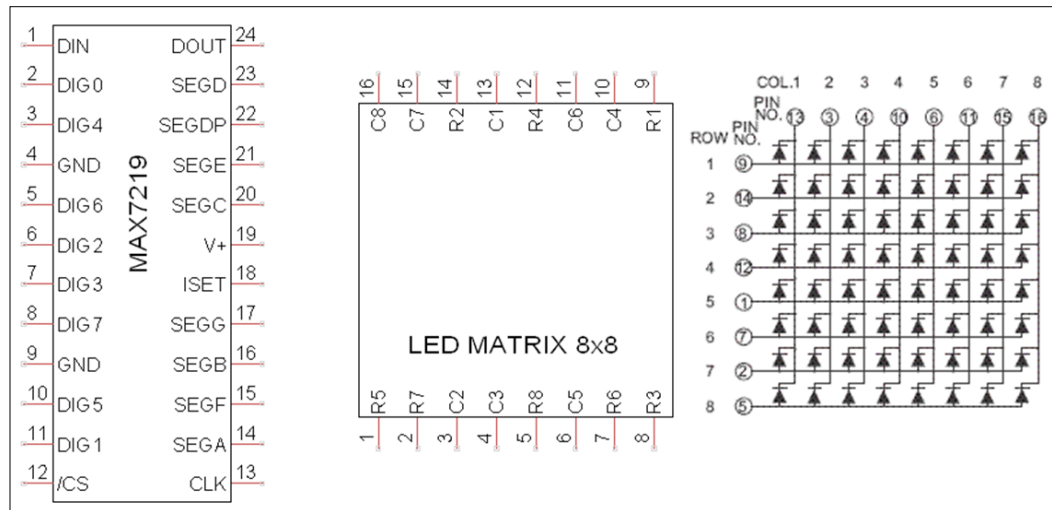 MAX7219
1 DIN DOUT 24
2 DIG0 SEGD 23
3 DIG4 SEGDP 22
4 GND SEGE 21
5 DIG6 SEGC 20
6 DIG2 V+ 19
7 DIG3 ISET 18
8 DIG7 SEGG 17
9 GND SEGB 16
10 DIG5 SEGF 15
11 DIG1 SEGA 14
12 /CS CLK 13
16 15 14 13 12 11 10 9
C8 C7 R2 C1 R4 C6 C4 R1
LED MATRIX 8x8
R5 R7 C2 C3 R8 C5 R6 R3
1 2 3 4 5 6 7 8
COL.1 2 3 4 5 6 7 8
PIN NO. 13 3 4 10 6 11 15 16
ROW PIN NO.
1 9
2 14
3 8
4 12
5 1
6 7
7 2
8 5